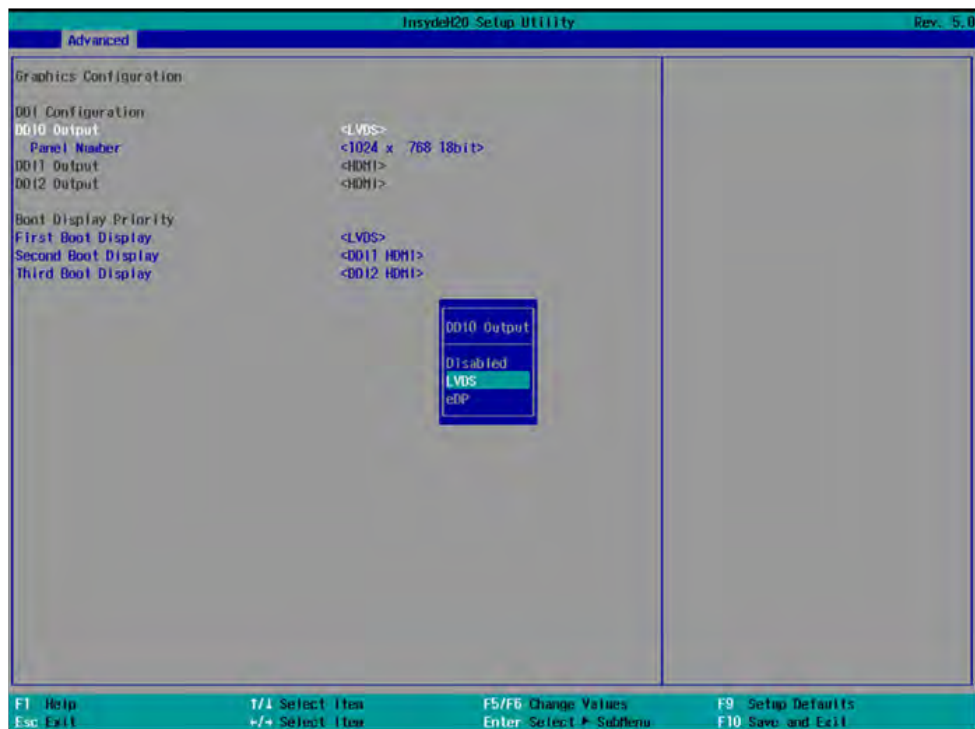 InsydeH20 Setup Utility Rev. 5.0
Advanced
Graphics Configuration
DDI Configuration
DDI0 Output <LVDS>
Panel Number <1024 x 768 18bit>
DDI1 Output <HDMI>
DDI2 Output <HDMI>
Boot Display Priority
First Boot Display <LVDS>
Second Boot Display <DDI1 HDMI>
Third Boot Display <DDI2 HDMI>
DDI0 Output
Disabled
LVDS
eDP
F1 Help ↑/↓ Select Item F5/F6 Change Values F9 Setup Defaults
Esc Exit ←/→ Select Item Enter Select ► SubMenu F10 Save and Exit